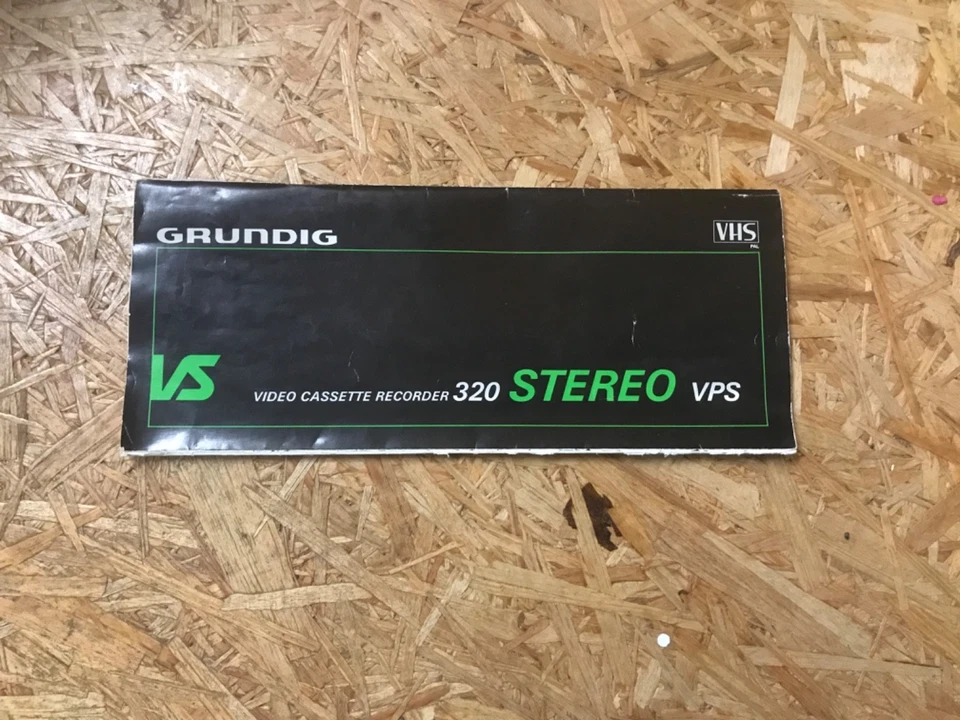 GRUNDIG
VHS
PAL
VS VIDEO CASSETTE RECORDER 320 STEREO VPS